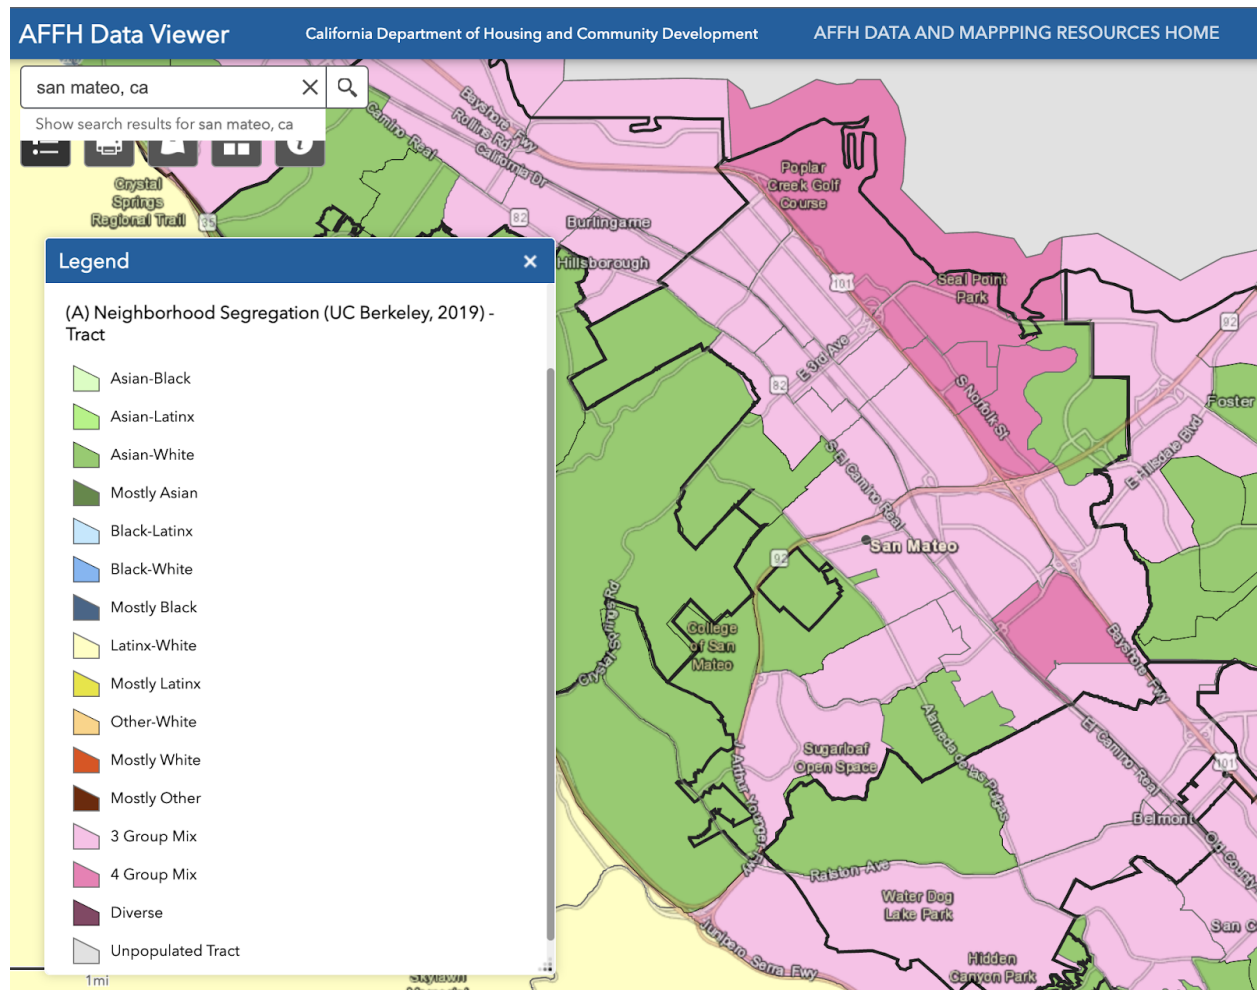 AFFH Data Viewer
California Department of Housing and Community Development
AFFH DATA AND MAPPPING RESOURCES HOME
san mateo, ca
Show search results for san mateo, ca
Legend
(A) Neighborhood Segregation (UC Berkeley, 2019) -
Tract
Asian-Black
Asian-Latinx
Asian-White
Mostly Asian
Black-Latinx
Black-White
Mostly Black
Latinx-White
Mostly Latinx
Other-White
Mostly White
Mostly Other
3 Group Mix
4 Group Mix
Diverse
Unpopulated Tract
1mi
Crystal
Springs
Regional Trail
35
Camino Real
Bayshore Fwy
Rollins Rd
California Dr
82
Burlingame
Hillsborough
Poplar
Creek Golf
Course
101
Seal Point
Park
92
E 3rd Ave
82
S Norfolk St
Foster
E Hillsdale Blvd
S El Camino Real
San Mateo
92
College
of San
Mateo
Crystal Springs Rd
Bayshore Fwy
Alameda de las Pulgas
Sugarloaf
Open Space
J Arthur Younger Fwy
El Camino Real
101
Belmont
Old County
Ralston Ave
Water Dog
Lake Park
San C
Junipero Serra Fwy
Hidden
Canyon Park
Skylawn